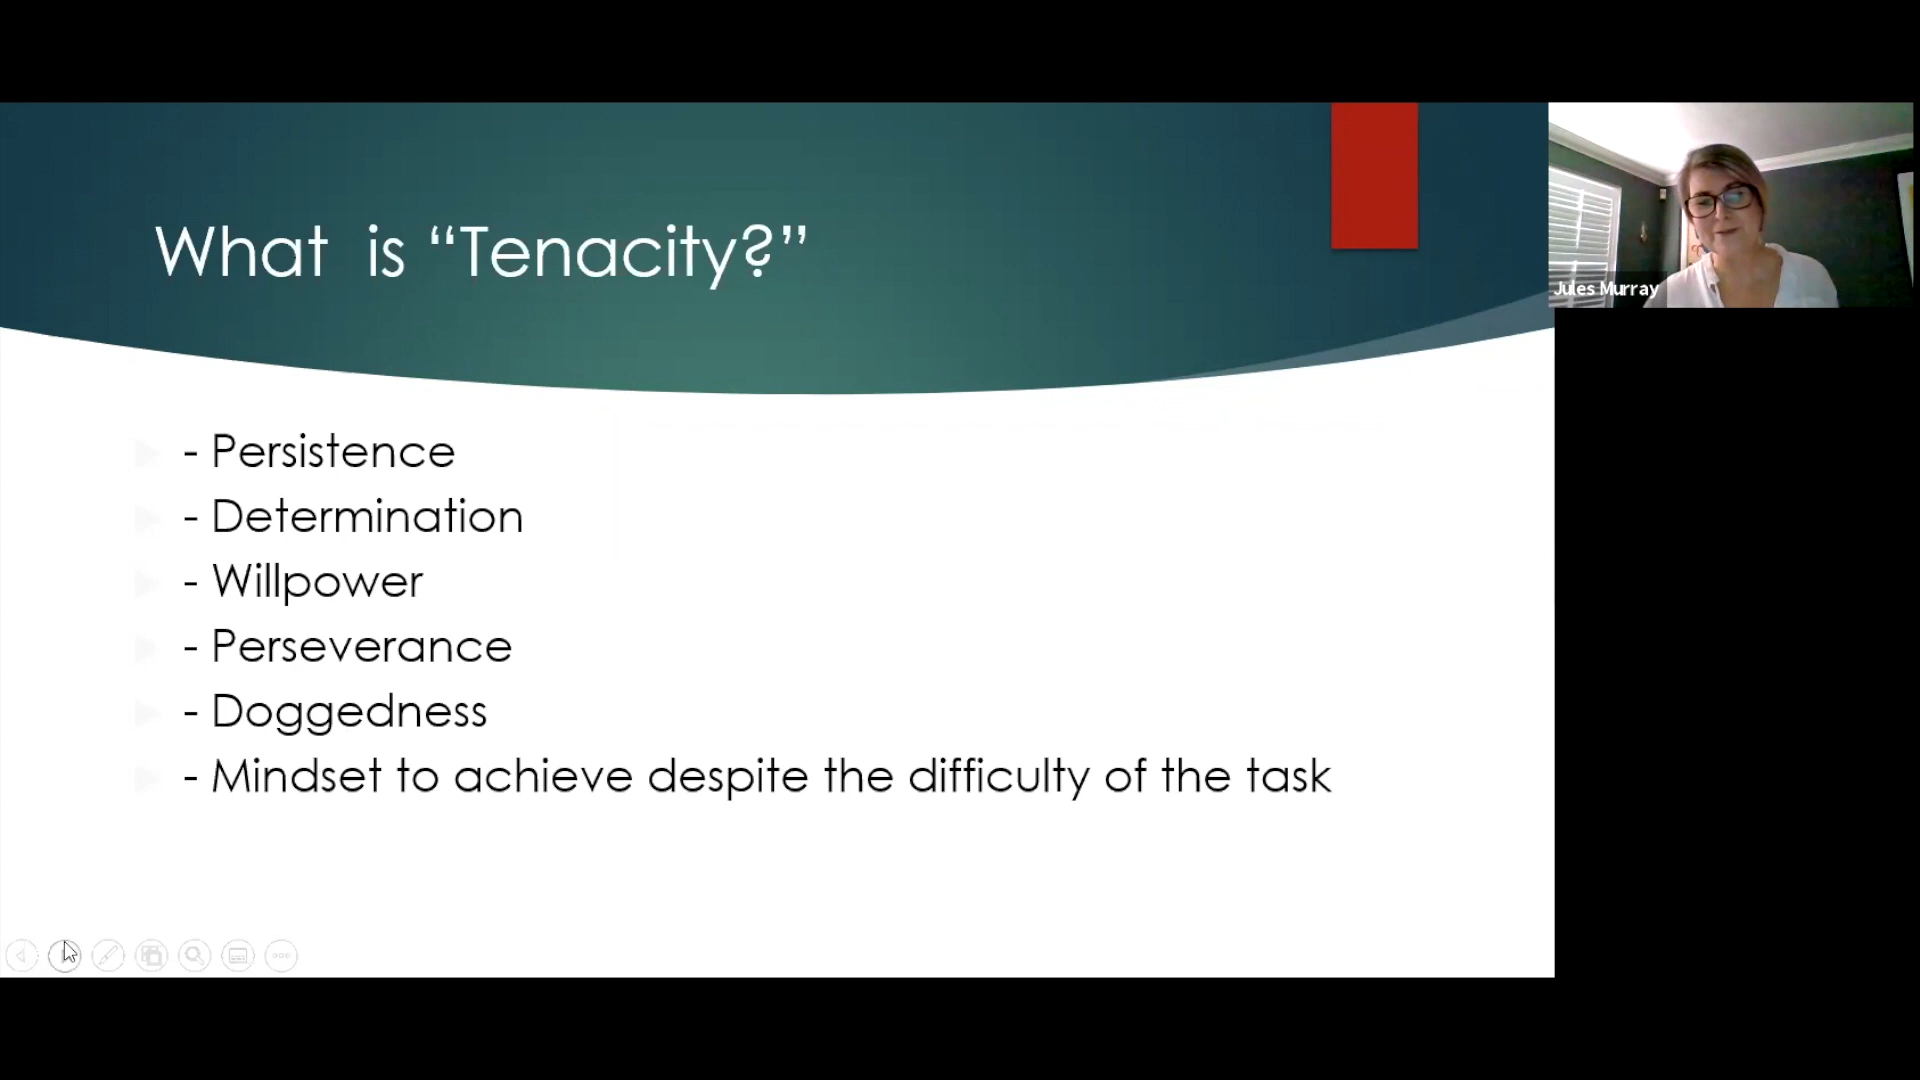 What is “Tenacity?”
- Persistence
- Determination
- Willpower
- Perseverance
- Doggedness
- Mindset to achieve despite the difficulty of the task
Jules Murray